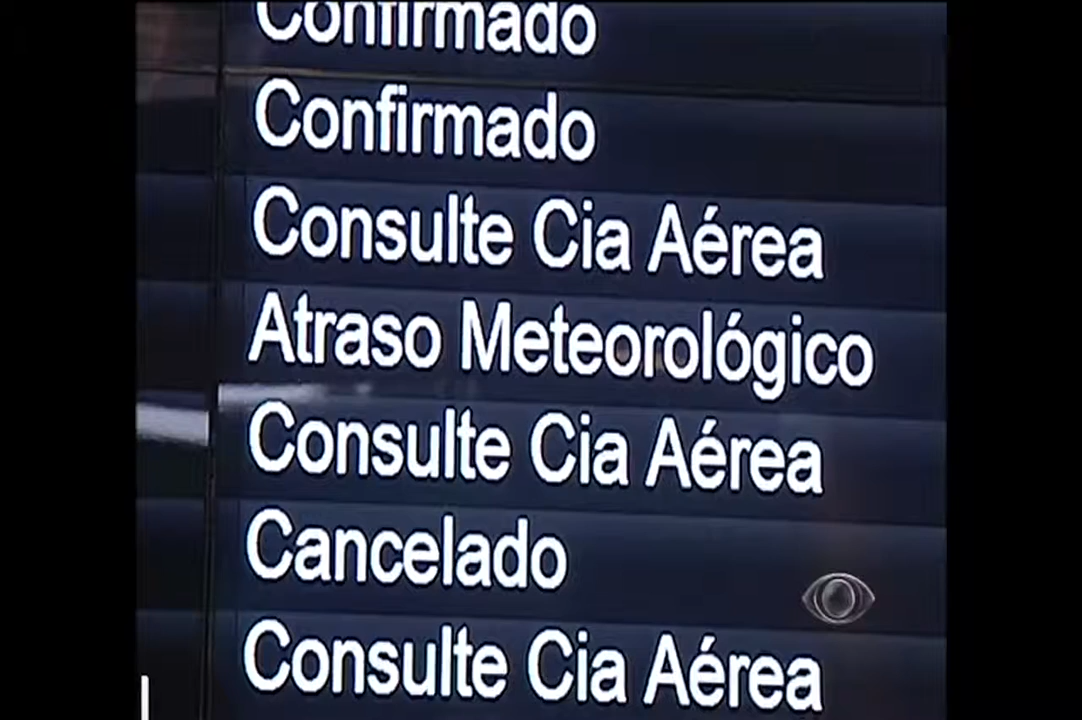 Confirmado
Confirmado
Consulte Cia Aérea
Atraso Meteorológico
Consulte Cia Aérea
Cancelado
Consulte Cia Aérea